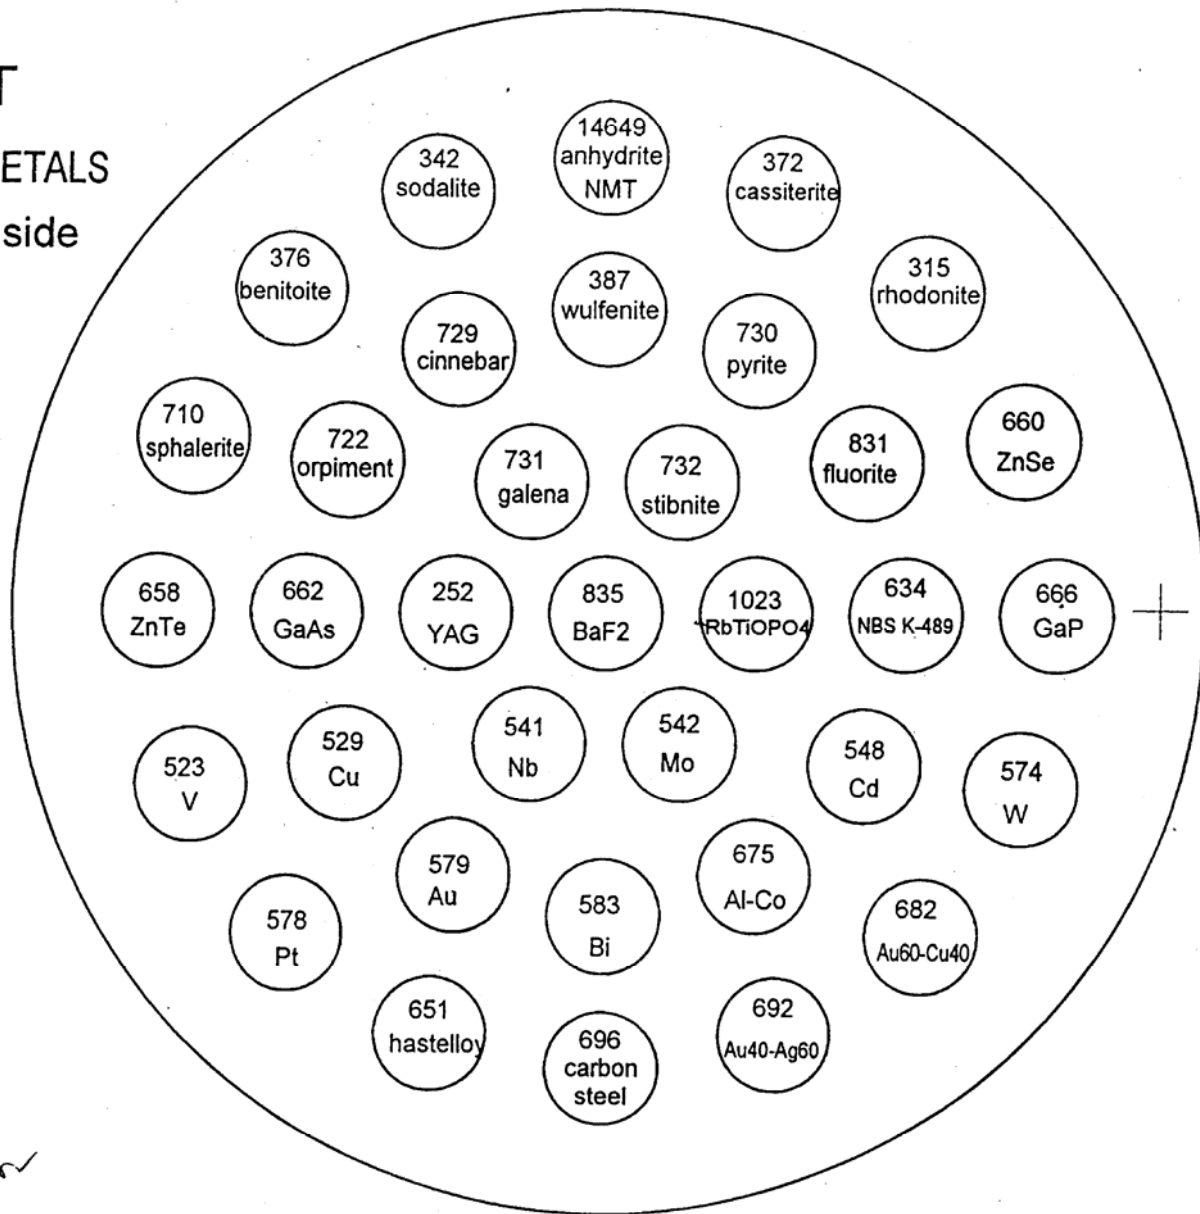 T
ETALS
side
14649
anhydrite
NMT
342
sodalite
372
cassiterite
376
benitoite
387
wulfenite
315
rhodonite
729
cinnebar
730
pyrite
710
sphalerite
722
orpiment
731
galena
732
stibnite
831
fluorite
660
ZnSe
658
ZnTe
662
GaAs
252
YAG
835
BaF2
1023
RbTiOPO4
634
NBS K-489
666
GaP
523
V
529
Cu
541
Nb
542
Mo
548
Cd
574
W
578
Pt
579
Au
583
Bi
675
Al-Co
682
Au60-Cu40
651
hastelloy
696
carbon
steel
692
Au40-Ag60